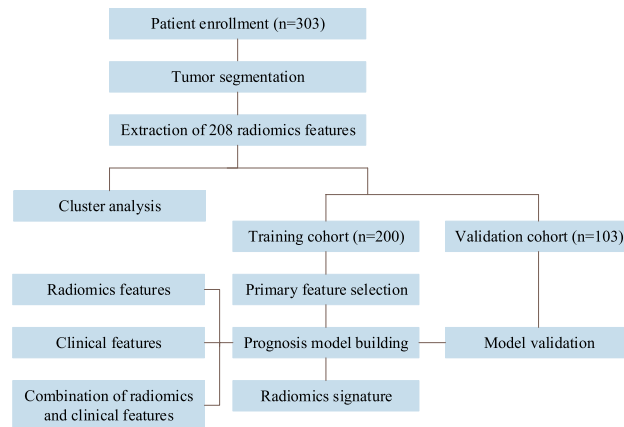 Patient enrollment (n=303)
Tumor segmentation
Extraction of 208 radiomics features
Cluster analysis
Training cohort (n=200)
Validation cohort (n=103)
Radiomics features
Primary feature selection
Clinical features
Prognosis model building
Model validation
Combination of radiomics
and clinical features
Radiomics signature